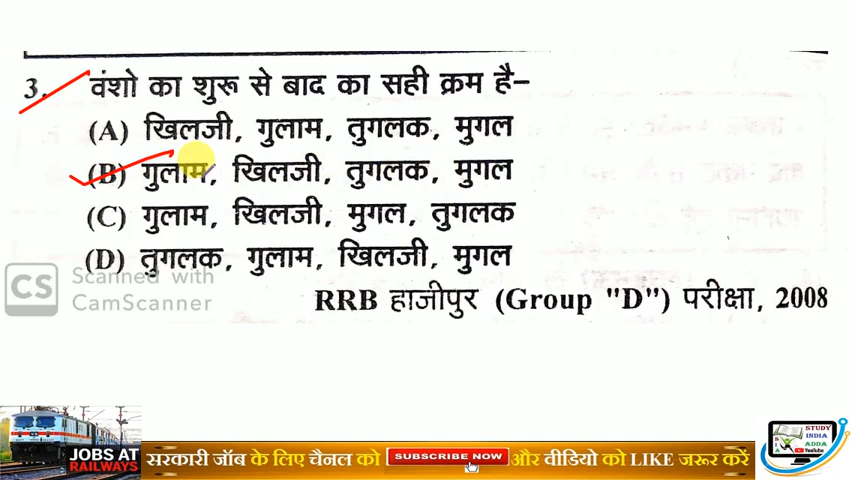 3. वंशो का शुरू से बाद का सही क्रम है–
(A) खिलजी, गुलाम, तुगलक, मुगल
(B) गुलाम, खिलजी, तुगलक, मुगल
(C) गुलाम, खिलजी, मुगल, तुगलक
(D) तुगलक, गुलाम, खिलजी, मुगल
CS Scanned with
CamScanner
RRB हाजीपुर (Group "D") परीक्षा, 2008
JOBS AT
RAILWAYS
सरकारी जॉब के लिए चैनल को SUBSCRIBE NOW और वीडियो को LIKE जरूर करें
STUDY
INDIA
ADDA
S I A
YouTube